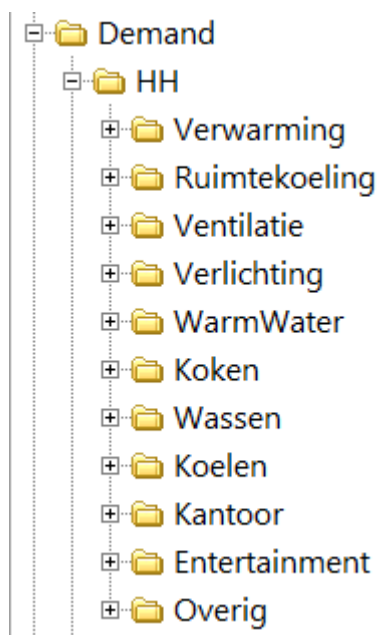 Demand
HH
Verwarming
Ruimtekoeling
Ventilatie
Verlichting
WarmWater
Koken
Wassen
Koelen
Kantoor
Entertainment
Overig